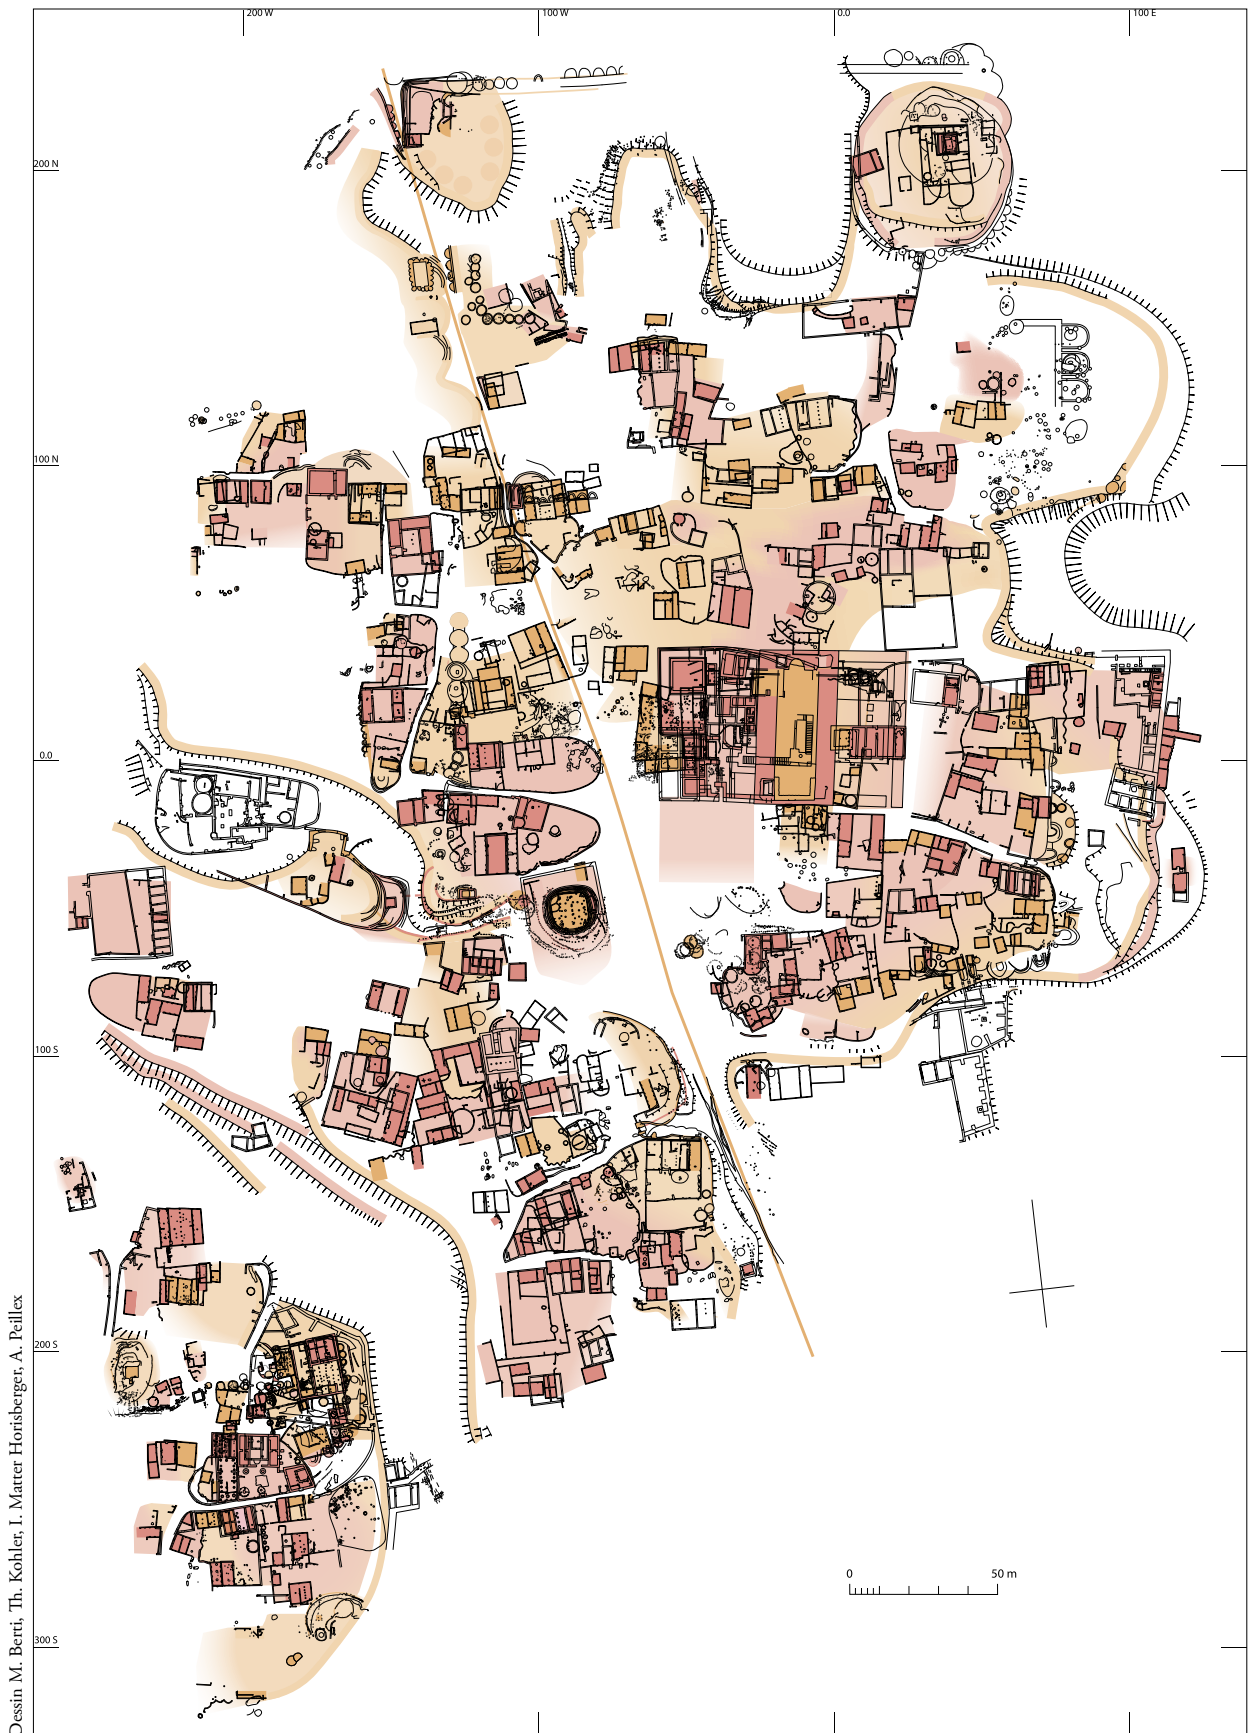 200 W
100 W
0.0
100 E
200 N
100 N
0.0
100 S
200 S
300 S
0
50 m
Dessin M. Berti, Th. Kohler, I. Matter Horisberger, A. Peillex